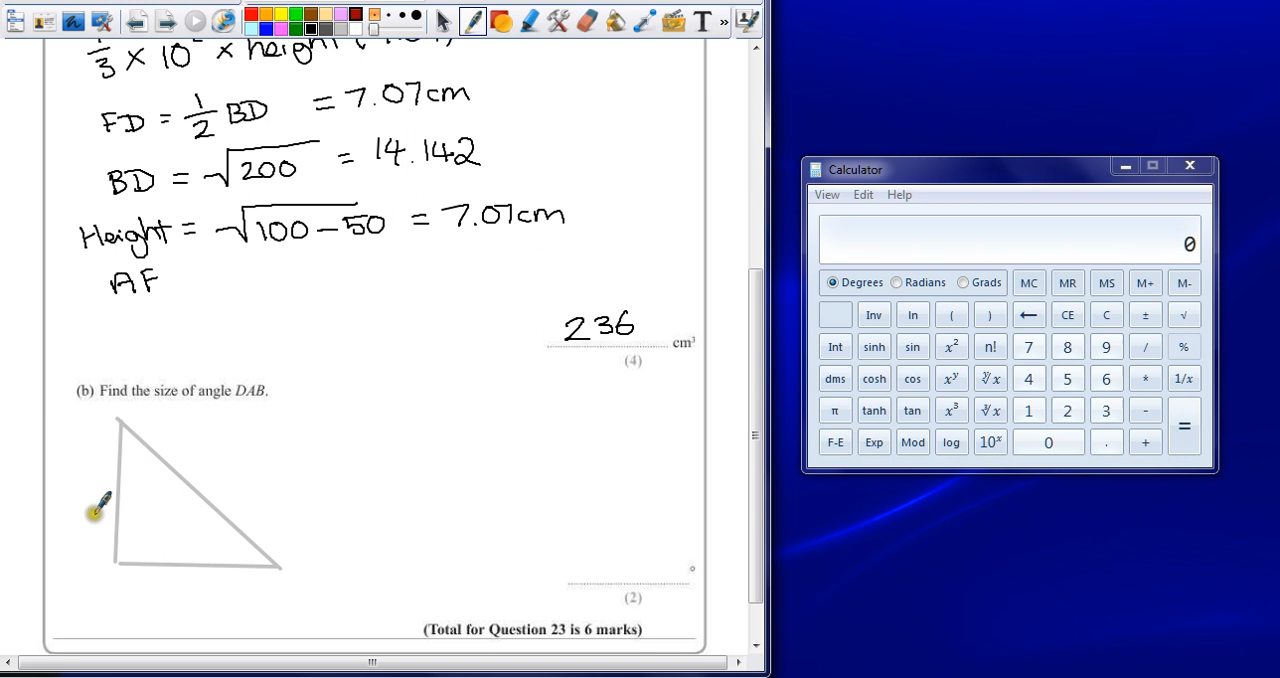 1/3 × 10² × height
FD = 1/2 BD = 7.07cm
BD = √200 = 14.142
Height = √100 - 50 = 7.07cm
AF
236
cm³
(4)
(b) Find the size of angle DAB.
°
(2)
(Total for Question 23 is 6 marks)
T »
Calculator
View Edit Help
0
Degrees Radians Grads MC MR MS M+ M-
Inv ln ( ) ← CE C ± √
Int sinh sin x² n! 7 8 9 / %
dms cosh cos xʸ ʸ√x 4 5 6 * 1/x
π tanh tan x³ ³√x 1 2 3 - =
F-E Exp Mod log 10ˣ 0 . +